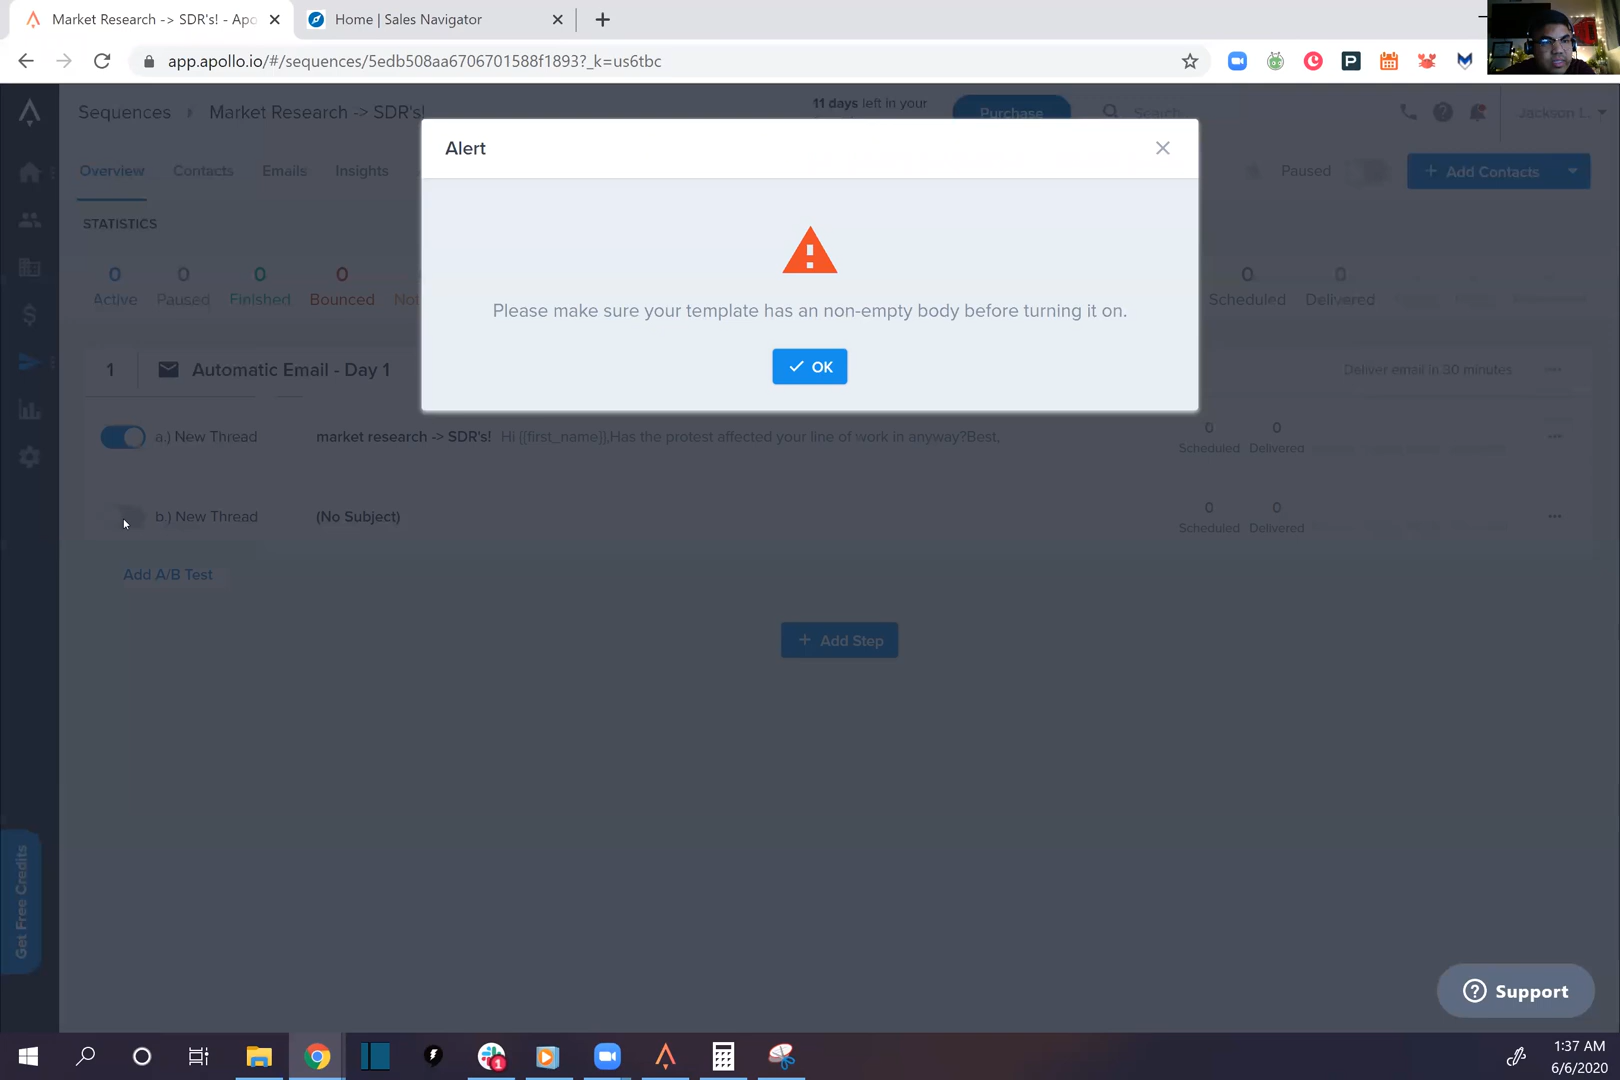 Market Research -> SDR's! - Apo
Home | Sales Navigator
app.apollo.io/#/sequences/5edb508aa6706701588f1893?_k=us6tbc
Sequences
Market Research -> SDR's!
11 days left in your
Purchase
Search
Jackson L.
Alert
Overview
Contacts
Emails
Insights
Paused
+ Add Contacts
STATISTICS
Please make sure your template has an non-empty body before turning it on.
OK
0
Active
0
Paused
0
Finished
0
Bounced
Not
0
Scheduled
0
Delivered
1
Automatic Email - Day 1
Deliver email in 30 minutes
a.) New Thread
market research -> SDR's! Hi {{first_name}},Has the protest affected your line of work in anyway?Best,
0
Scheduled
0
Delivered
b.) New Thread
(No Subject)
0
Scheduled
0
Delivered
Add A/B Test
+ Add Step
Get Free Credits
Support
1:37 AM
6/6/2020